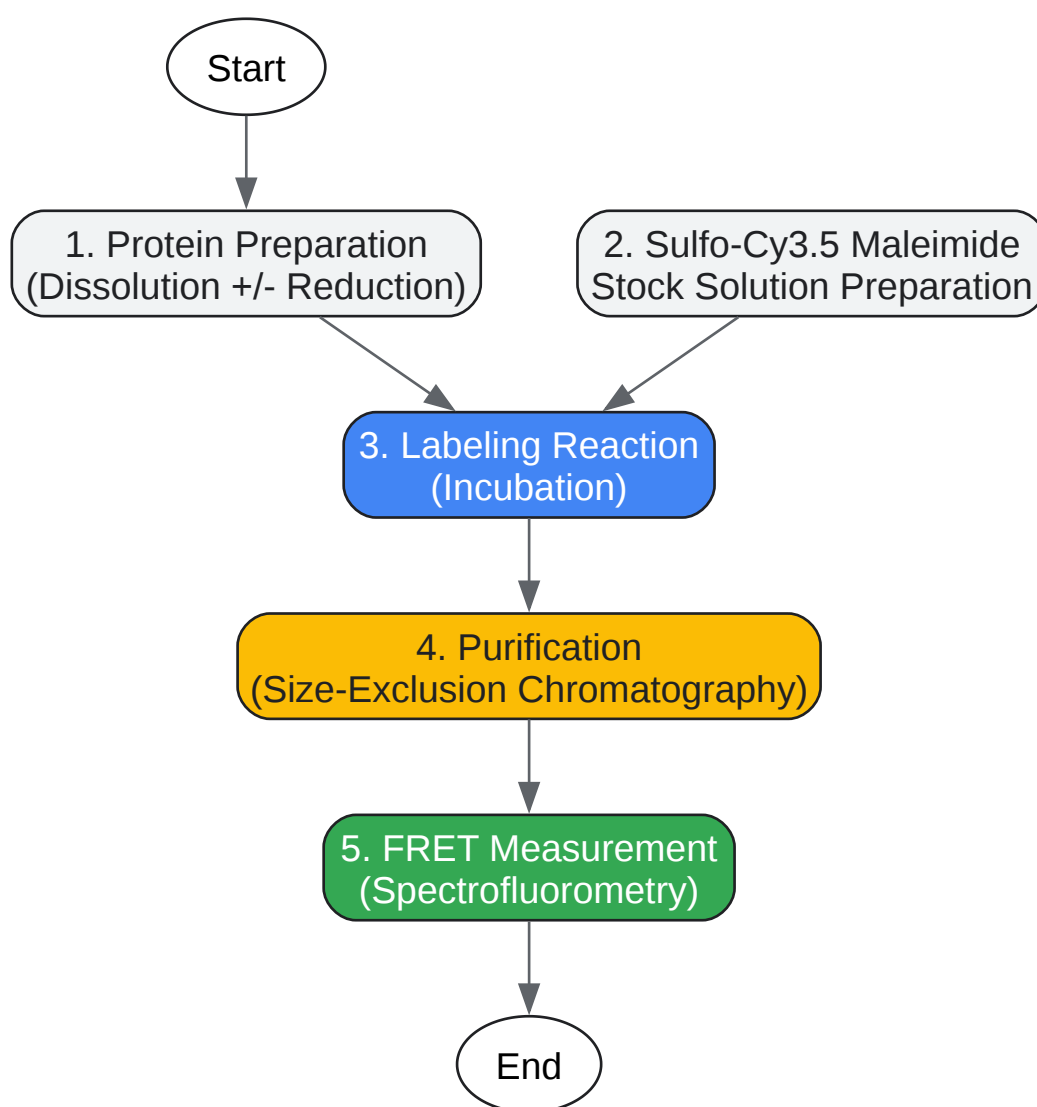 Start
1. Protein Preparation
(Dissolution +/- Reduction)
2. Sulfo-Cy3.5 Maleimide
Stock Solution Preparation
3. Labeling Reaction
(Incubation)
4. Purification
(Size-Exclusion Chromatography)
5. FRET Measurement
(Spectrofluorometry)
End